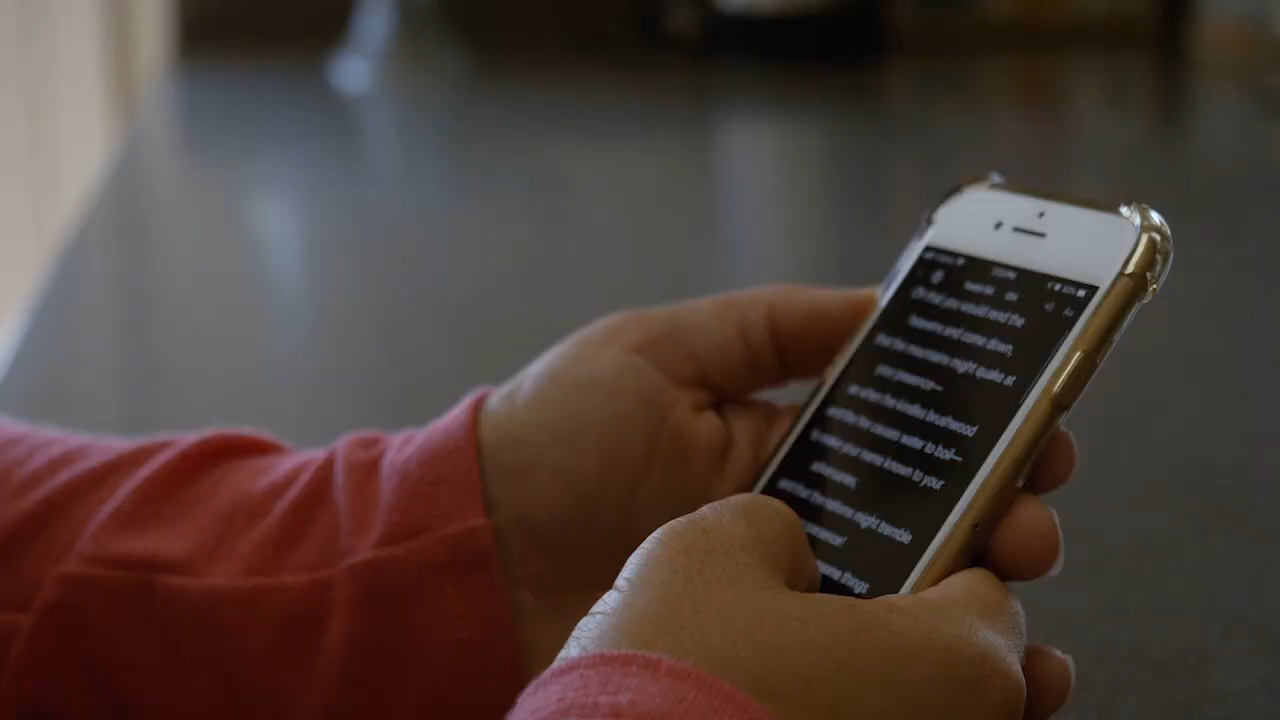 Oh that you would rend the
heavens and come down,
that the mountains might quake at
your presence—
as when fire kindles brushwood
and the fire causes water to boil—
to make your name known to your
adversaries,
and that the nations might tremble
presence!
some things